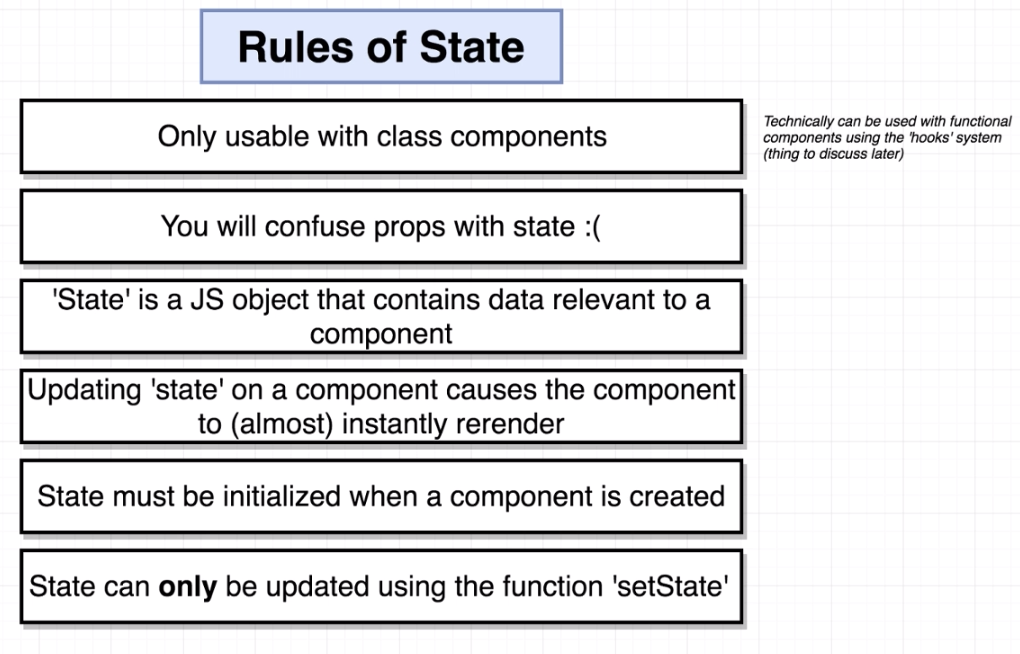 Rules of State
Only usable with class components
Technically can be used with functional
components using the 'hooks' system
(thing to discuss later)
You will confuse props with state :(
'State' is a JS object that contains data relevant to a
component
Updating 'state' on a component causes the component
to (almost) instantly rerender
State must be initialized when a component is created
State can only be updated using the function 'setState'